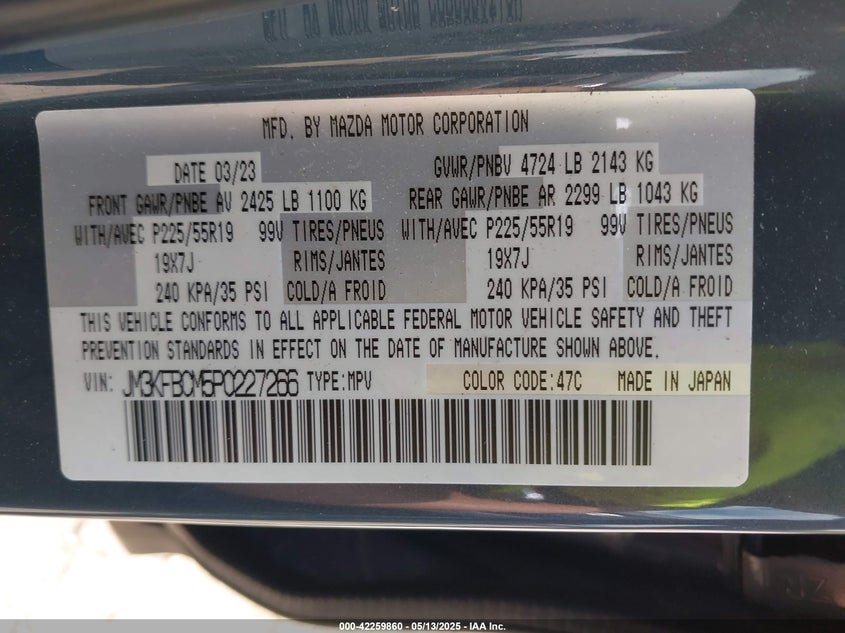 MFD. BY MAZDA MOTOR CORPORATION
DATE 03/23 GVWR/PNBV 4724 LB 2143 KG
FRONT GAWR/PNBE AV 2425 LB 1100 KG REAR GAWR/PNBE AR 2299 LB 1043 KG
WITH/AVEC P225/55R19 99V TIRES/PNEUS WITH/AVEC P225/55R19 99V TIRES/PNEUS
19X7J RIMS/JANTES 19X7J RIMS/JANTES
240 KPA/35 PSI COLD/A FROID 240 KPA/35 PSI COLD/A FROID
THIS VEHICLE CONFORMS TO ALL APPLICABLE FEDERAL MOTOR VEHICLE SAFETY AND THEFT
PREVENTION STANDARDS IN EFFECT ON THE DATE OF MANUFACTURE SHOWN ABOVE.
VIN: JM3KFBCM5P0227266 TYPE:MPV COLOR CODE:47C MADE IN JAPAN
000-42259860 - 05/13/2025 - IAA Inc.